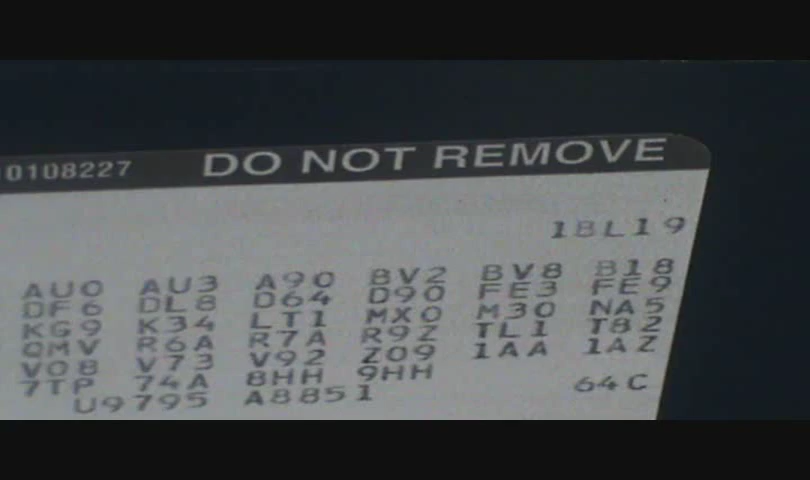 0108227 DO NOT REMOVE
1BL19
AU0 AU3 A90 BV2 BV8 B18
DF6 DL8 D64 D90 FE3 FE9
KG9 K34 LT1 MX0 M30 NA5
QMV R6A R7A R9Z TL1 T82
V08 V73 V92 Z09 1AA 1AZ
7TP 74A 8HH 9HH 64C
U9795 A8851